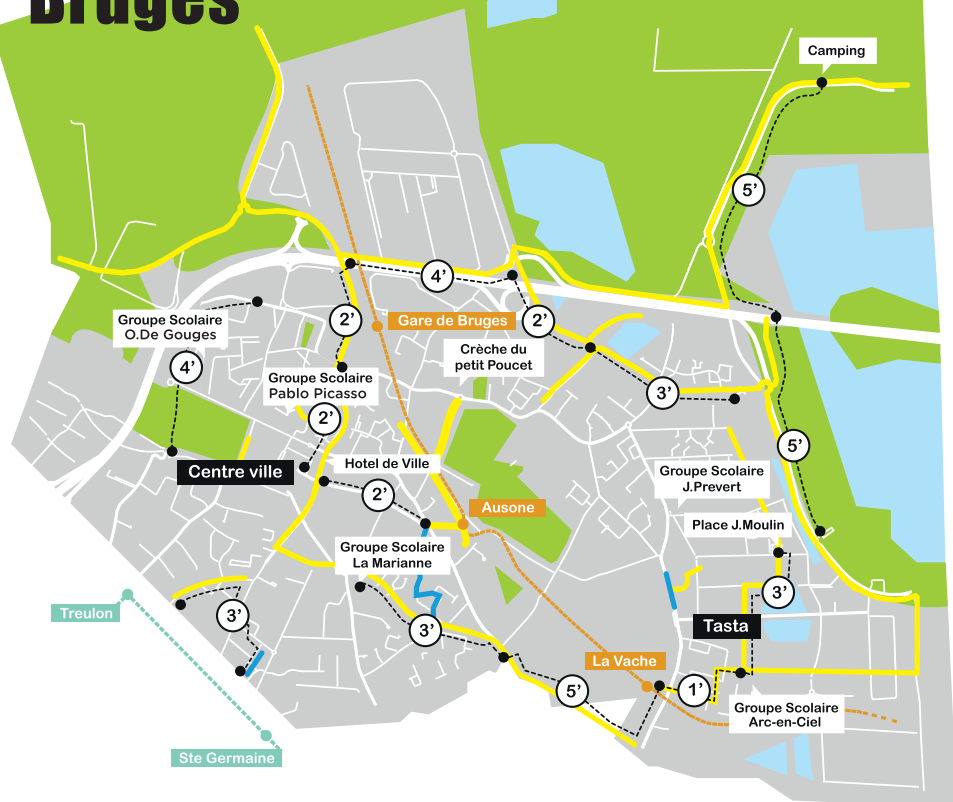 Bruges
Camping
5'
4'
Groupe Scolaire
O.De Gouges
2'
Gare de Bruges
2'
Crèche du
petit Poucet
4'
Groupe Scolaire
Pablo Picasso
3'
2'
5'
Centre ville
Hotel de Ville
Groupe Scolaire
J.Prevert
2'
Ausone
Place J.Moulin
Groupe Scolaire
La Marianne
3'
Treulon
3'
3'
Tasta
La Vache
5'
1'
Groupe Scolaire
Arc-en-Ciel
Ste Germaine